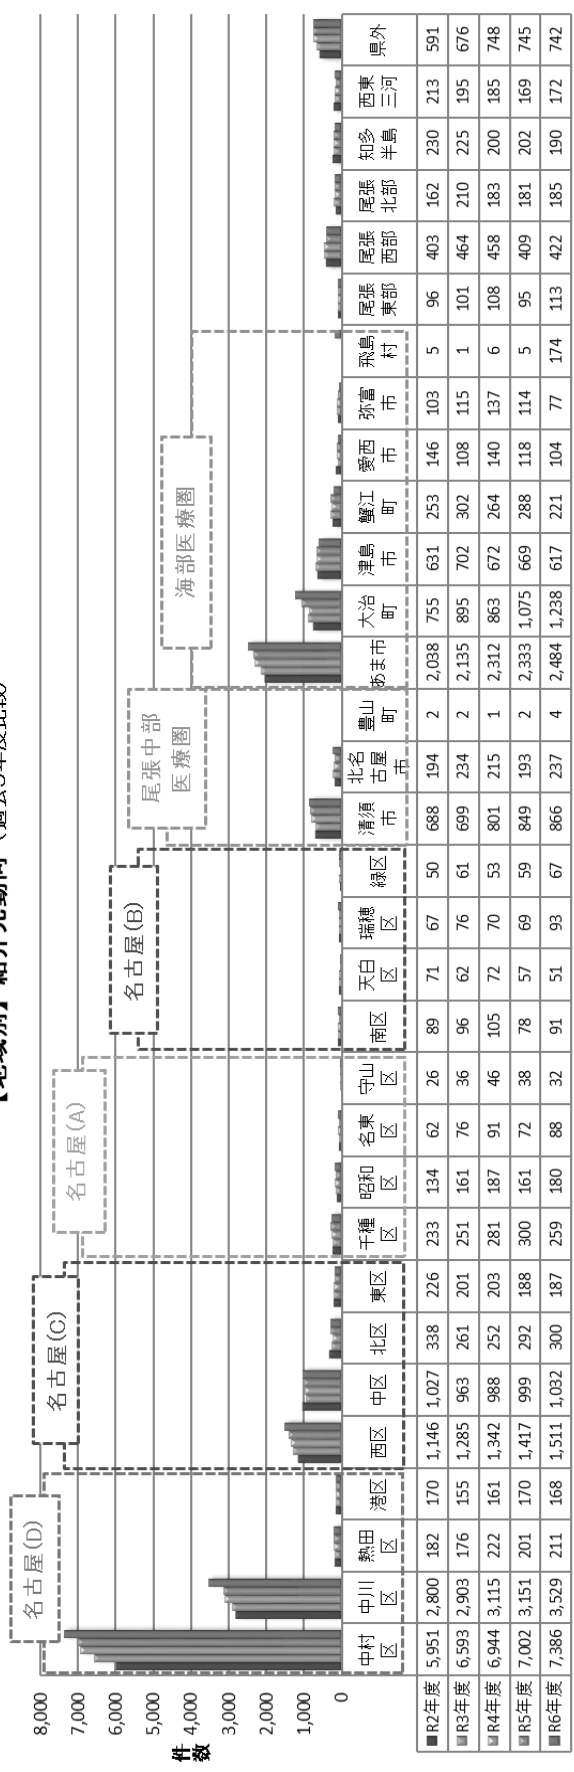 名古屋(D)
名古屋(C)
名古屋(A)
名古屋(B)
尾張中部
医療圏
海部医療圏
件数
8,000
7,000
6,000
5,000
4,000
3,000
2,000
1,000
0
中村区 中川区 熱田区 港区 西区 中区 北区 東区 千種区 昭和区 名東区 守山区 南区 天白区 瑞穂区 緑区 清須市 北名古屋市 豊山町 あま市 大治町 津島市 蟹江町 愛西市 弥富市 飛島村 尾張東部 尾張西部 尾張北部 知多半島 西東三河 県外
R2年度 5,951 2,800 182 170 1,146 1,027 338 226 233 134 62 26 89 71 67 50 688 194 2 2,038 755 631 253 146 103 5 96 403 162 230 213 591
R3年度 6,593 2,903 176 155 1,285 963 261 201 251 161 76 36 96 62 76 61 699 234 2 2,135 895 702 302 108 115 1 101 464 210 225 195 676
R4年度 6,944 3,115 222 161 1,342 988 252 203 281 187 91 46 105 72 70 53 801 215 1 2,312 863 672 264 140 137 6 108 458 183 200 185 748
R5年度 7,002 3,151 201 170 1,417 999 292 188 300 161 72 38 78 57 69 59 849 193 2 2,333 1,075 669 288 118 114 5 95 409 181 202 169 745
R6年度 7,386 3,529 211 168 1,511 1,032 300 187 259 180 88 32 91 51 93 67 866 237 4 2,484 1,238 617 221 104 77 174 113 422 185 190 172 742